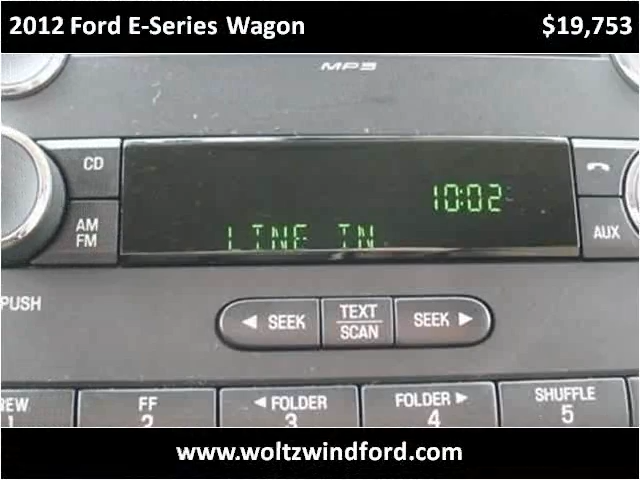 2012 Ford E-Series Wagon $19,753
MP3
CD
10:02
AM
FM
LINE IN
AUX
PUSH
◄ SEEK
TEXT
SCAN
SEEK ►
REW
1
FF
2
◄ FOLDER
3
FOLDER ►
4
SHUFFLE
5
www.woltzwindford.com